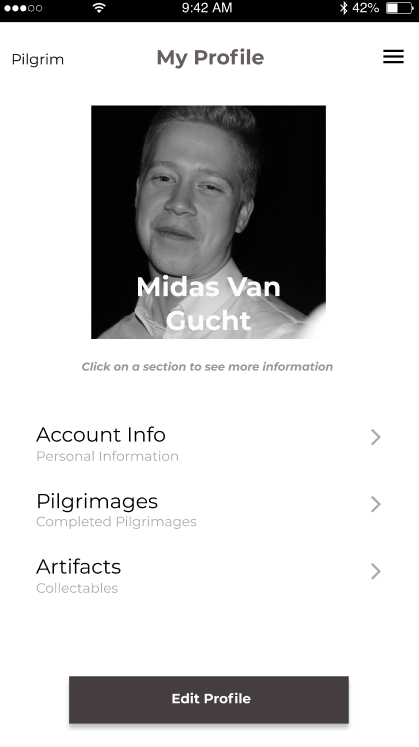 9:42 AM
42%
Pilgrim
My Profile
Midas Van
Gucht
Click on a section to see more information
Account Info
Personal Information
Pilgrimages
Completed Pilgrimages
Artifacts
Collectables
Edit Profile